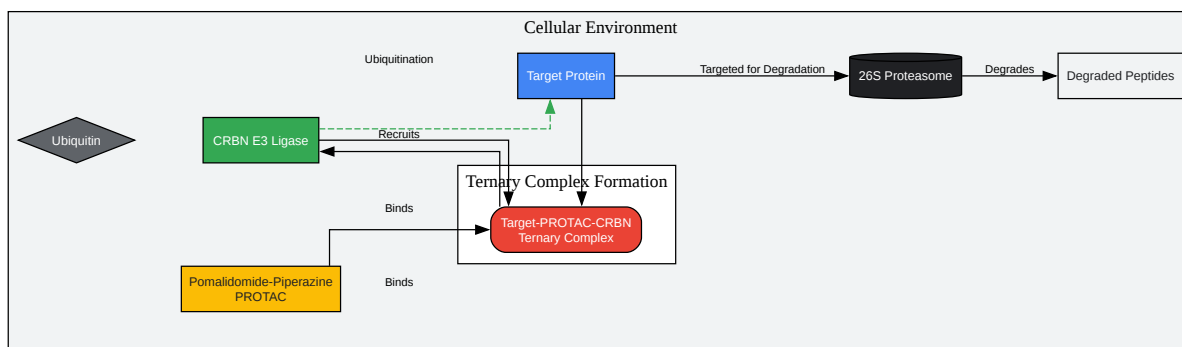 Cellular Environment
Ubiquitination
Target Protein
Targeted for Degradation
26S Proteasome
Degrades
Degraded Peptides
Ubiquitin
CRBN E3 Ligase
Recruits
Ternary Complex Formation
Binds
Target-PROTAC-CRBN
Ternary Complex
Pomalidomide-Piperazine
PROTAC
Binds